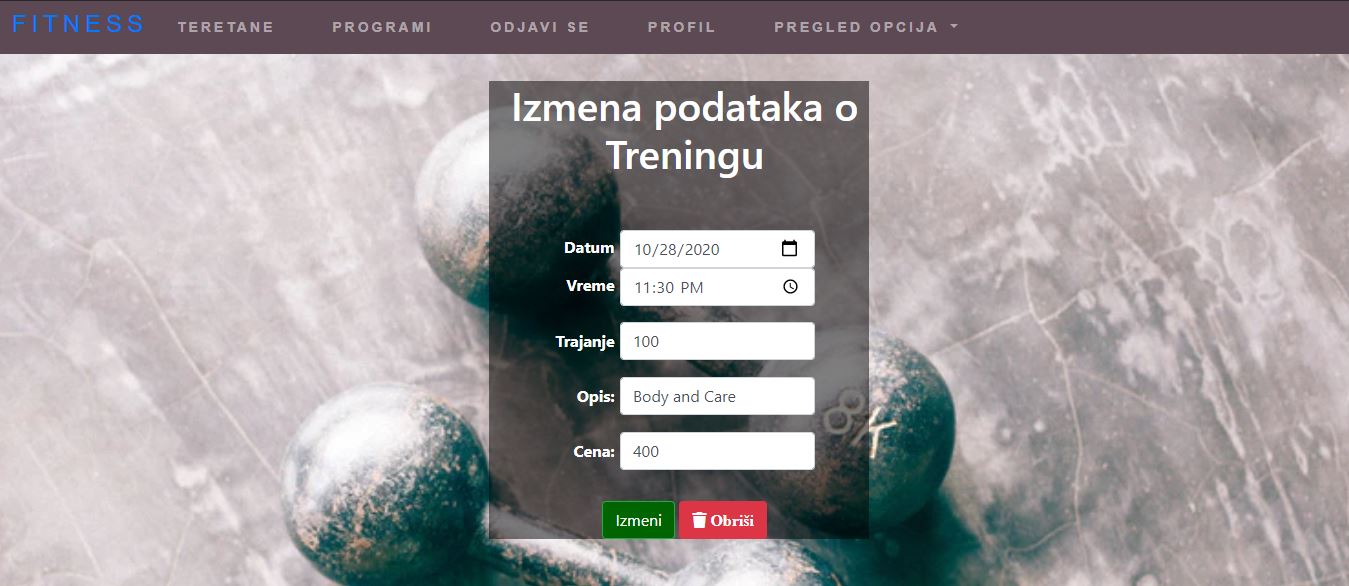 FITNESS TERETANE PROGRAMI ODJAVI SE PROFIL PREGLED OPCIJA
Izmena podataka o
Treningu
Datum 10/28/2020
Vreme 11:30 PM
Trajanje 100
Opis: Body and Care
Cena: 400
Izmeni Obriši